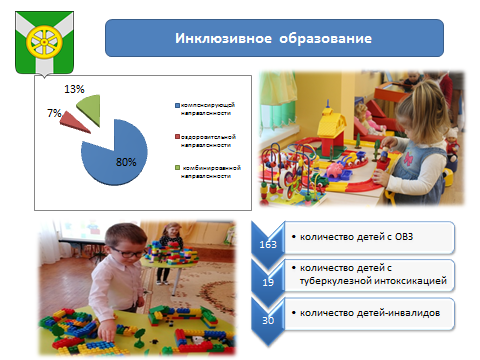 Инклюзивное образование
13%
7%
80%
компенсирующей
направленности
оздоровительной
направленности
комбинированной
направленности
163
• количество детей с ОВЗ
19
• количество детей с
туберкулезной интоксикацией
30
• количество детей-инвалидов